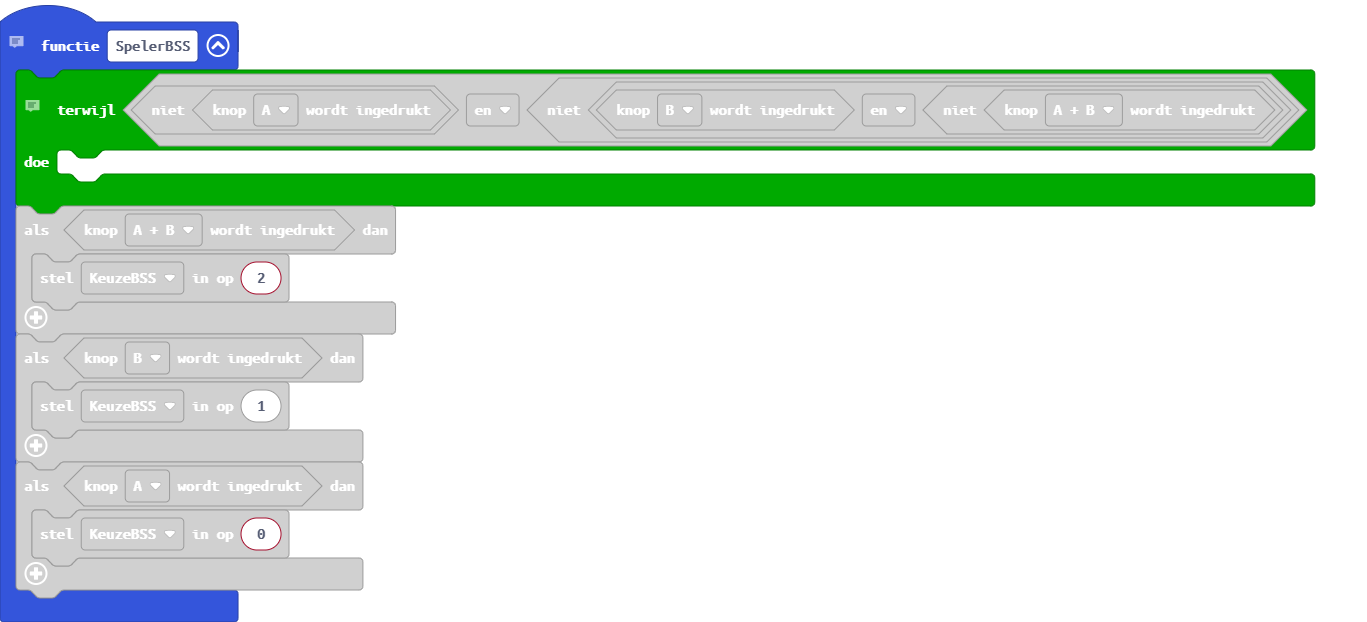 functie SpelerBSS
terwijl niet knop A wordt ingedrukt en niet knop B wordt ingedrukt en niet knop A + B wordt ingedrukt
doe
als knop A + B wordt ingedrukt dan
stel KeuzeBSS in op 2
als knop B wordt ingedrukt dan
stel KeuzeBSS in op 1
als knop A wordt ingedrukt dan
stel KeuzeBSS in op 0